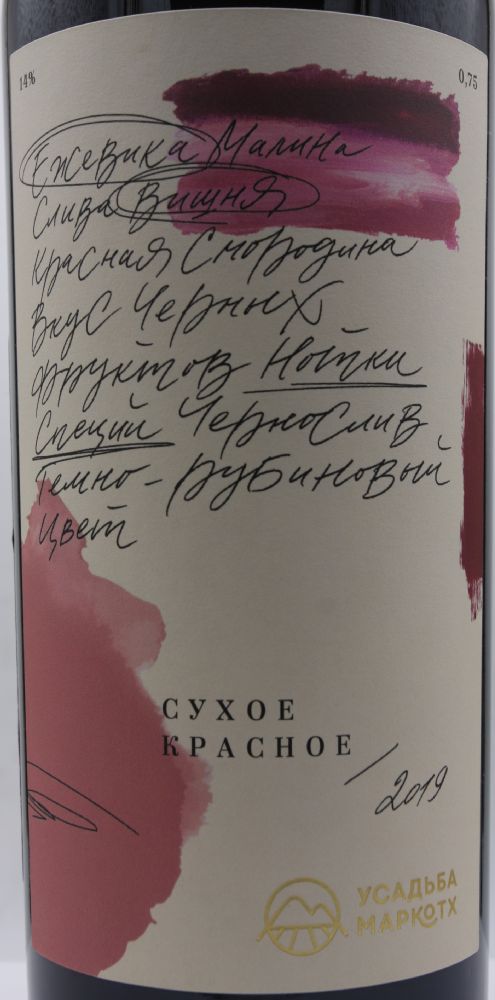 14%
0,75
Ежевика Малина
Слива Вишня
Красная Смородина
Вкус Черных
фруктов Нотки
Специй Чернослив
Темно-рубиновый
цвет
СУХОЕ
КРАСНОЕ
/2019
УСАДЬБА
МАРКОТХ